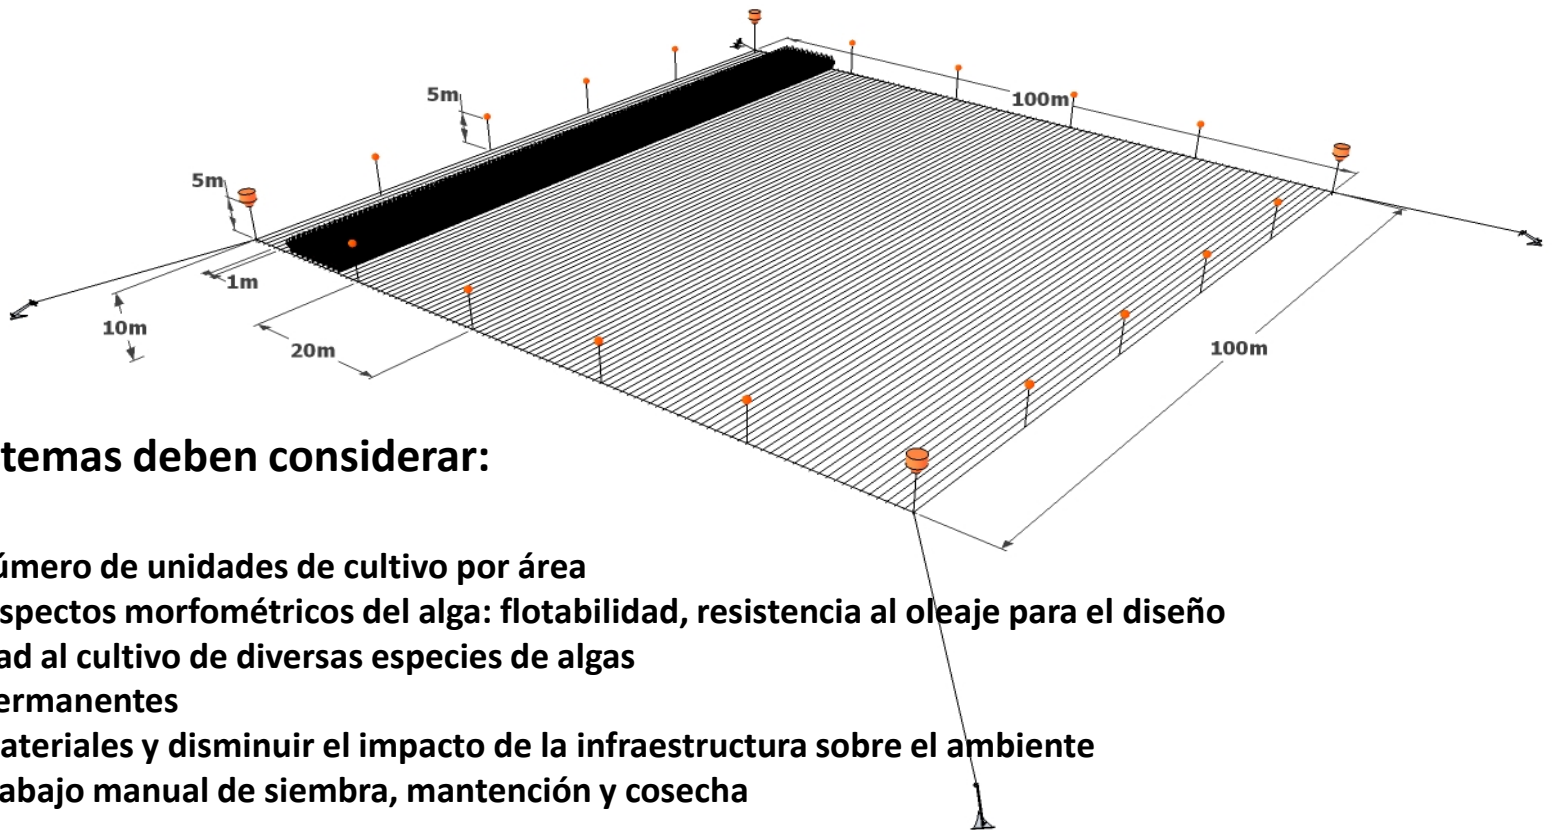 100m
5m
5m
1m
10m
20m
100m
temas deben considerar:
úmero de unidades de cultivo por área
spectos morfométricos del alga: flotabilidad, resistencia al oleaje para el diseño
ad al cultivo de diversas especies de algas
ermanentes
ateriales y disminuir el impacto de la infraestructura sobre el ambiente
abajo manual de siembra, mantención y cosecha